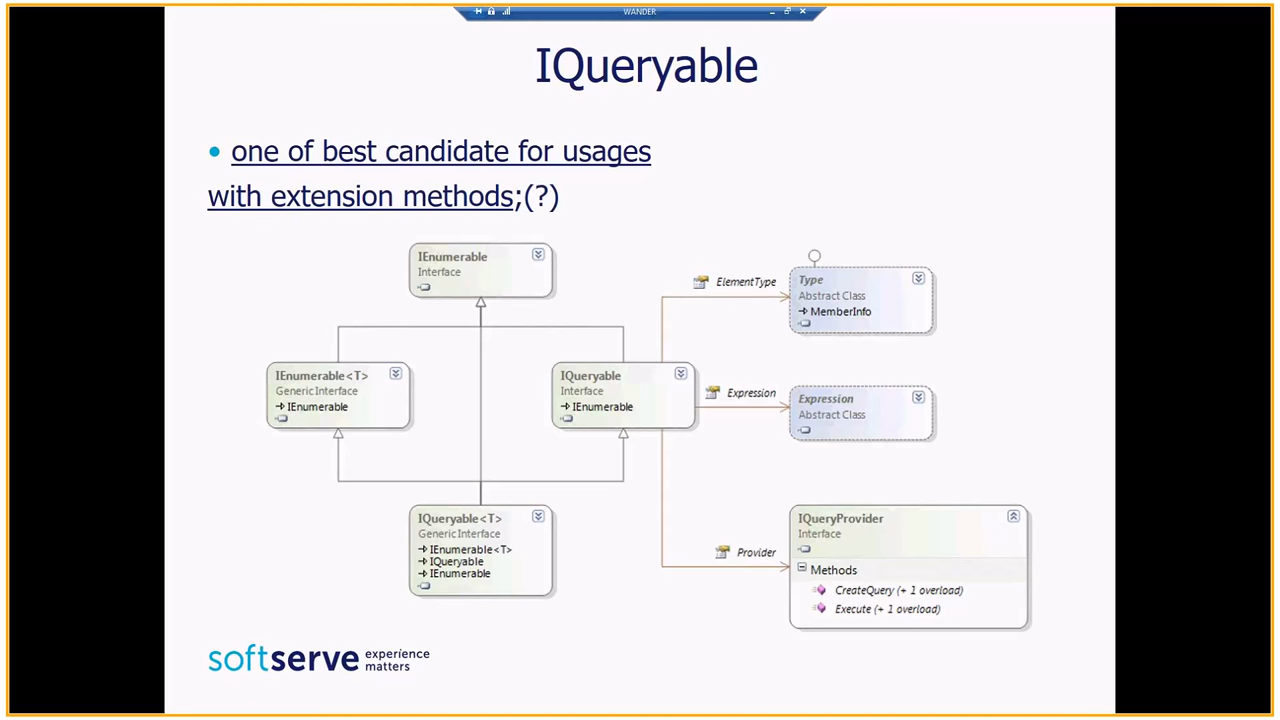 WANDER
IQueryable
• one of best candidate for usages
with extension methods;(?)
IEnumerable
Interface
ElementType
Type
Abstract Class
MemberInfo
IEnumerable<T>
Generic Interface
IEnumerable
IQueryable
Interface
IEnumerable
Expression
Expression
Abstract Class
IQueryable<T>
Generic Interface
IEnumerable<T>
IQueryable
IEnumerable
Provider
IQueryProvider
Interface
Methods
CreateQuery (+ 1 overload)
Execute (+ 1 overload)
softserve
experience
matters